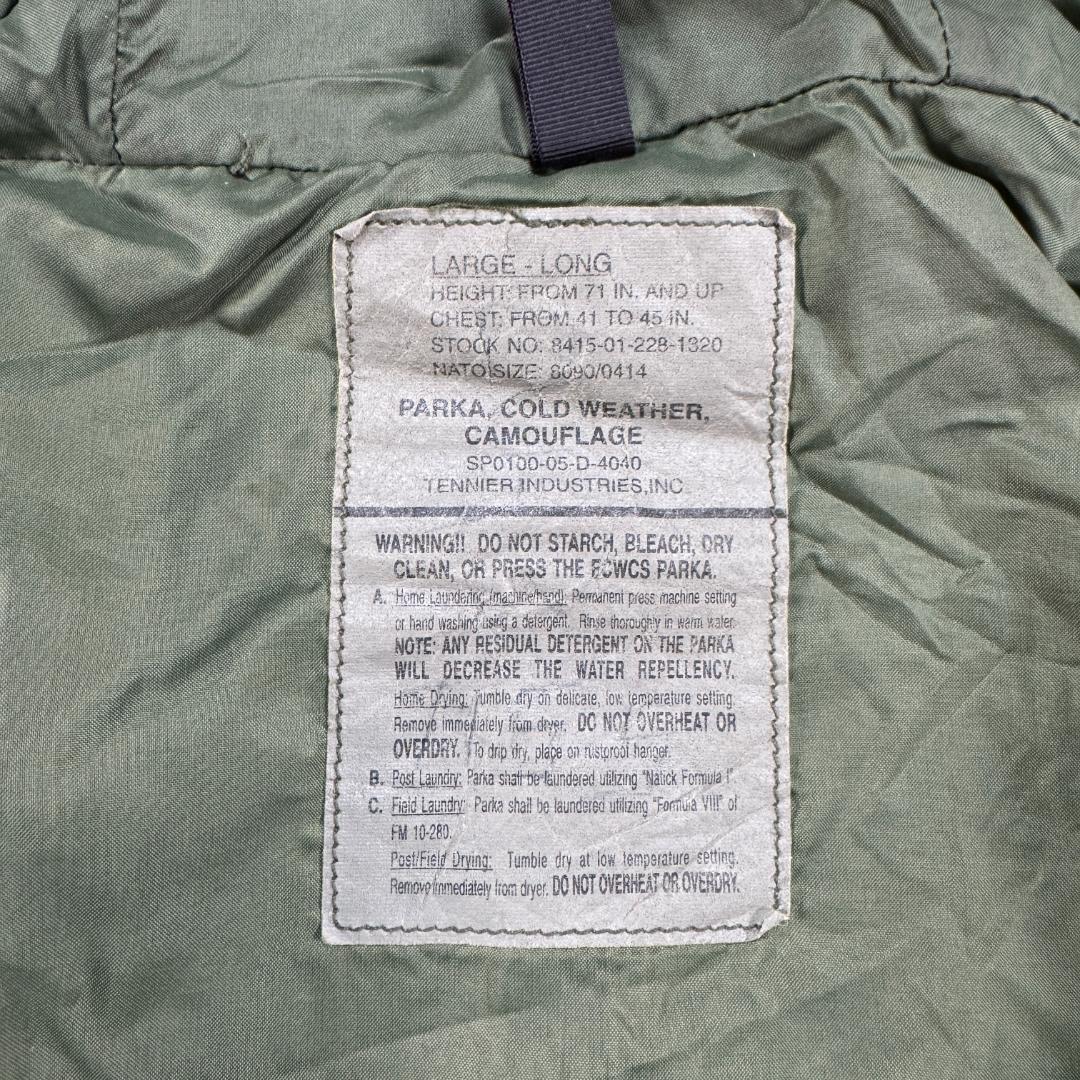 LARGE - LONG
HEIGHT: FROM 71 IN. AND UP
CHEST: FROM 41 TO 45 IN.
STOCK NO: 8415-01-228-1320
NATO SIZE: 8090/0414
PARKA, COLD WEATHER,
CAMOUFLAGE
SP0100-05-D-4040
TENNIER INDUSTRIES, INC
WARNING!! DO NOT STARCH, BLEACH, DRY
CLEAN, OR PRESS THE ECWCS PARKA.
A. Home Laundering (machine/hand): Permanent press machine setting
or hand washing using a detergent. Rinse thoroughly in warm water.
NOTE: ANY RESIDUAL DETERGENT ON THE PARKA
WILL DECREASE THE WATER REPELLENCY.
Home Drying: Tumble dry on delicate, low temperature setting.
Remove immediately from dryer. DO NOT OVERHEAT OR
OVERDRY. To drip dry, place on rustproof hanger.
B. Post Laundry: Parka shall be laundered utilizing "Natick Formula I".
C. Field Laundry: Parka shall be laundered utilizing "Formula VIII" of
FM 10-280.
Post/Field Drying: Tumble dry at low temperature setting.
Remove immediately from dryer. DO NOT OVERHEAT OR OVERDRY.